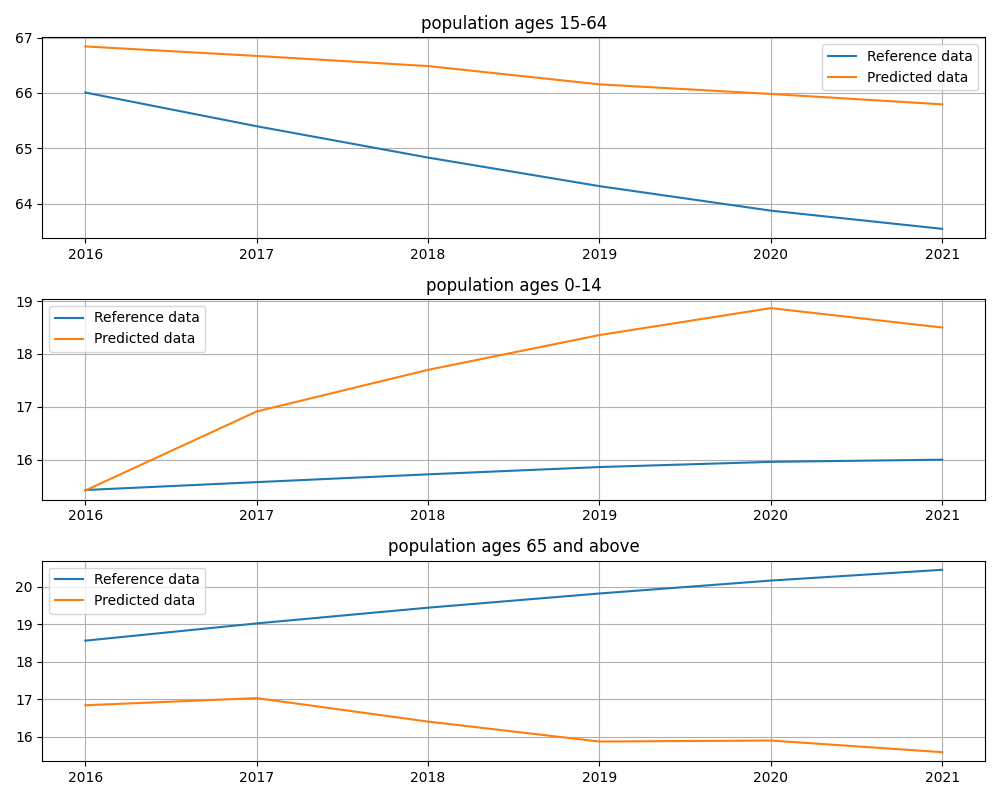 population ages 15-64
67
66
65
64
Reference data
Predicted data
2016 2017 2018 2019 2020 2021
population ages 0-14
19
18
17
16
Reference data
Predicted data
2016 2017 2018 2019 2020 2021
population ages 65 and above
20
19
18
17
16
Reference data
Predicted data
2016 2017 2018 2019 2020 2021